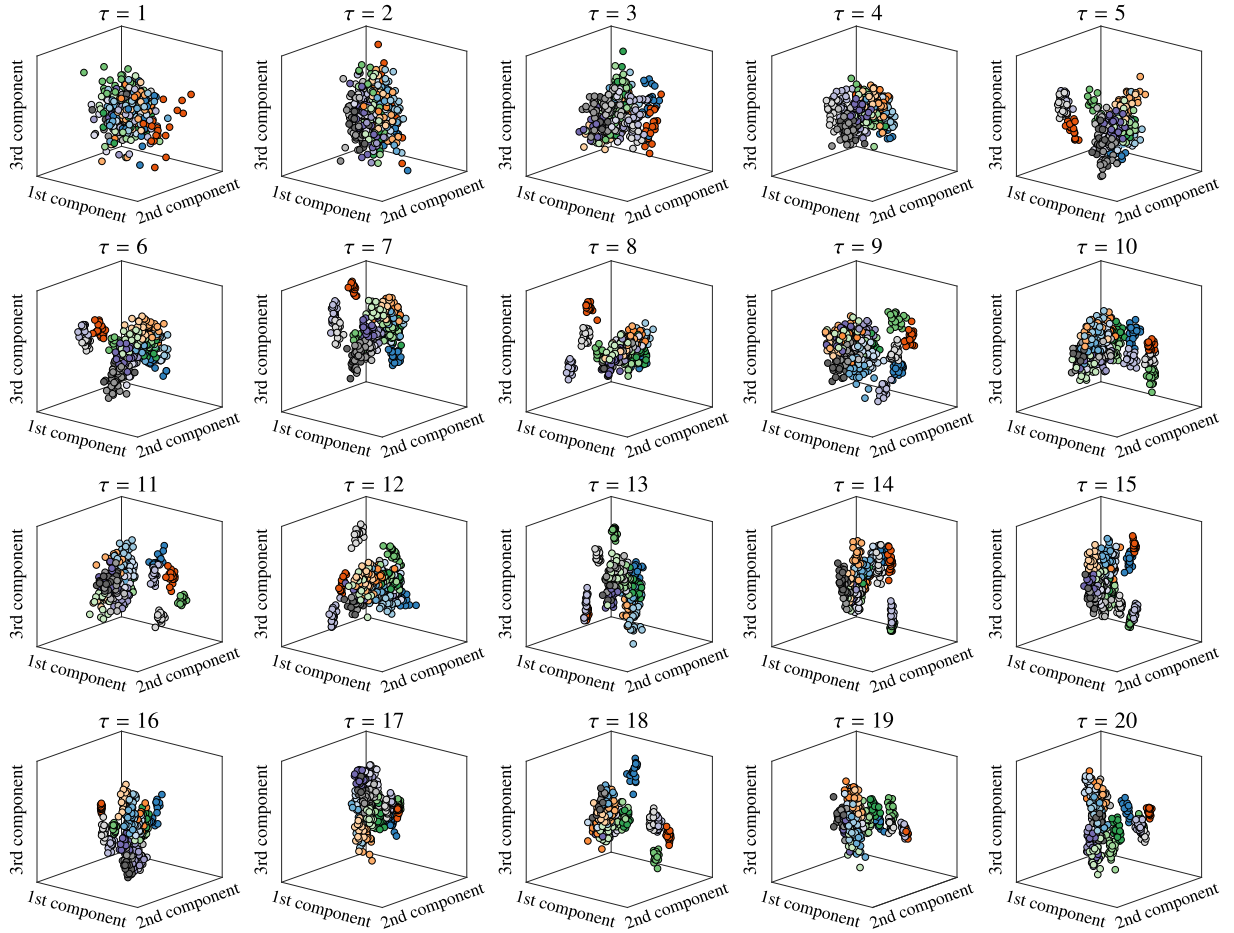 τ = 1
τ = 2
τ = 3
τ = 4
τ = 5
3rd component
1st component
2nd component
3rd component
1st component
2nd component
3rd component
1st component
2nd component
3rd component
1st component
2nd component
3rd component
1st component
2nd component
τ = 6
τ = 7
τ = 8
τ = 9
τ = 10
3rd component
1st component
2nd component
3rd component
1st component
2nd component
3rd component
1st component
2nd component
3rd component
1st component
2nd component
3rd component
1st component
2nd component
τ = 11
τ = 12
τ = 13
τ = 14
τ = 15
3rd component
1st component
2nd component
3rd component
1st component
2nd component
3rd component
1st component
2nd component
3rd component
1st component
2nd component
3rd component
1st component
2nd component
τ = 16
τ = 17
τ = 18
τ = 19
τ = 20
3rd component
1st component
2nd component
3rd component
1st component
2nd component
3rd component
1st component
2nd component
3rd component
1st component
2nd component
3rd component
1st component
2nd component